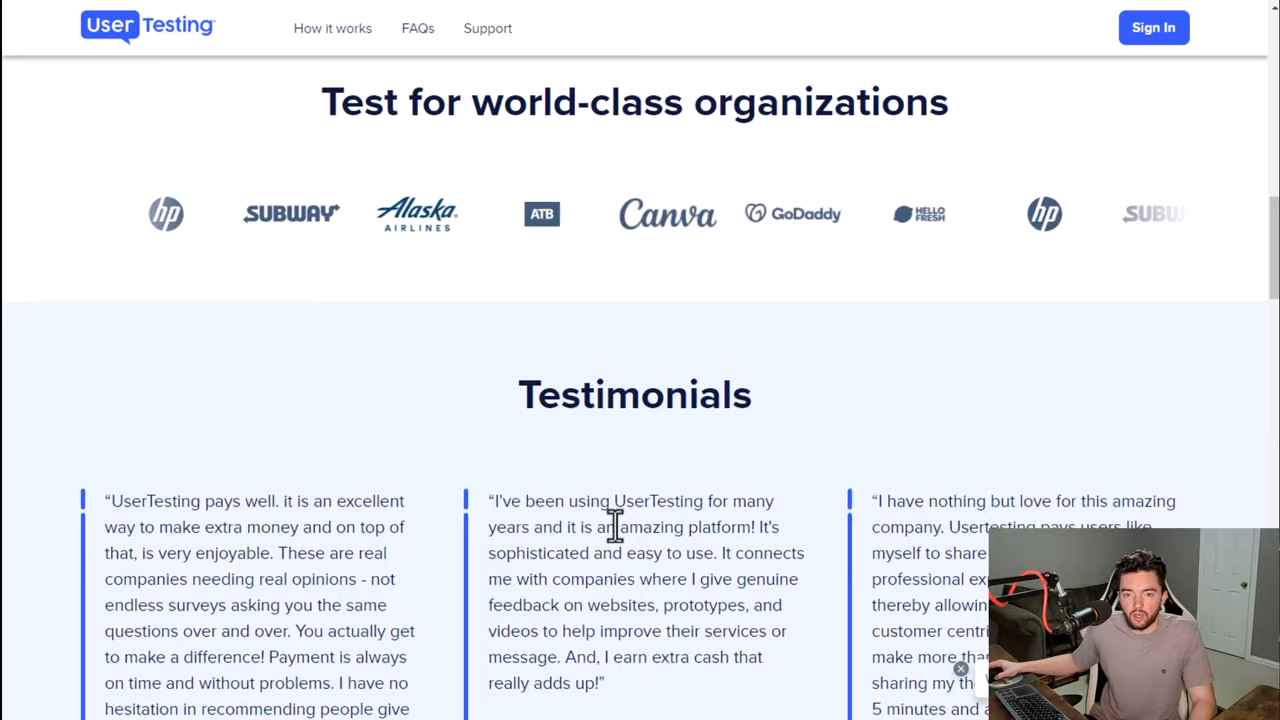 User Testing
How it works
FAQs
Support
Sign In
Test for world-class organizations
hp
SUBWAY
Alaska
AIRLINES
ATB
Canva
GoDaddy
HELLO
FRESH
hp
SUBW
Testimonials
“UserTesting pays well. it is an excellent
way to make extra money and on top of
that, is very enjoyable. These are real
companies needing real opinions - not
endless surveys asking you the same
questions over and over. You actually get
to make a difference! Payment is always
on time and without problems. I have no
hesitation in recommending people give
“I've been using UserTesting for many
years and it is an amazing platform! It's
sophisticated and easy to use. It connects
me with companies where I give genuine
feedback on websites, prototypes, and
videos to help improve their services or
message. And, I earn extra cash that
really adds up!”
“I have nothing but love for this amazing
company. Usertesting pays users like
myself to share
professional
thereby
customer
make more
sharing my
5 minutes and